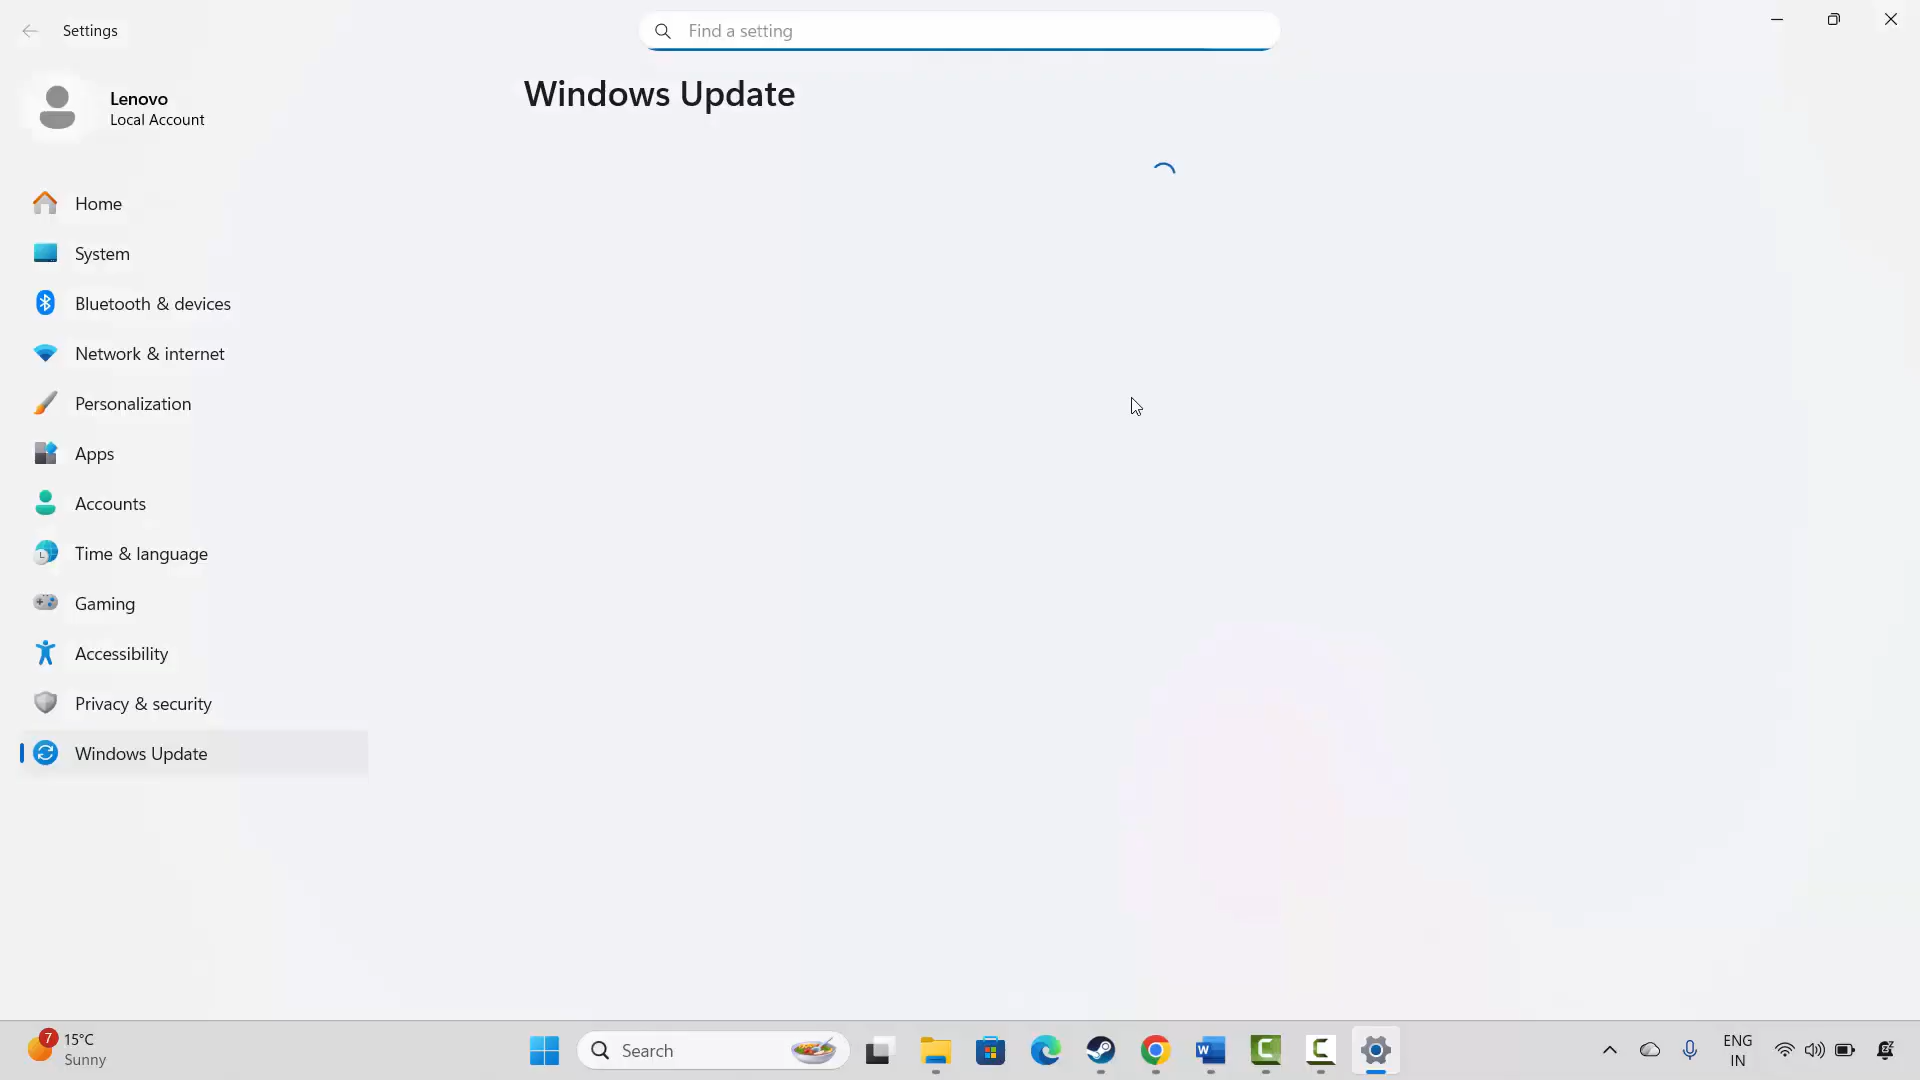 Settings
Find a setting
Lenovo
Local Account
Windows Update
Home
System
Bluetooth & devices
Network & internet
Personalization
Apps
Accounts
Time & language
Gaming
Accessibility
Privacy & security
Windows Update
7
15°C
Sunny
Search
ENG
IN